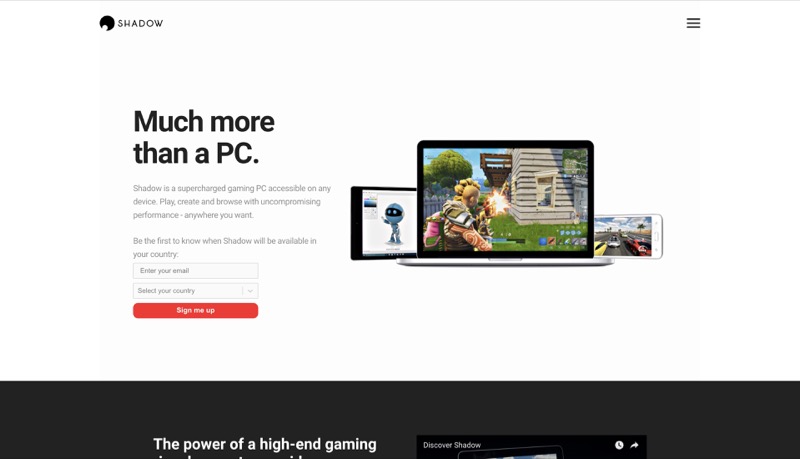 SHADOW
Much more
than a PC.
Shadow is a supercharged gaming PC accessible on any
device. Play, create and browse with uncompromising
performance - anywhere you want.
Be the first to know when Shadow will be available in
your country:
Enter your email
Select your country
Sign me up
The power of a high-end gaming
Discover Shadow